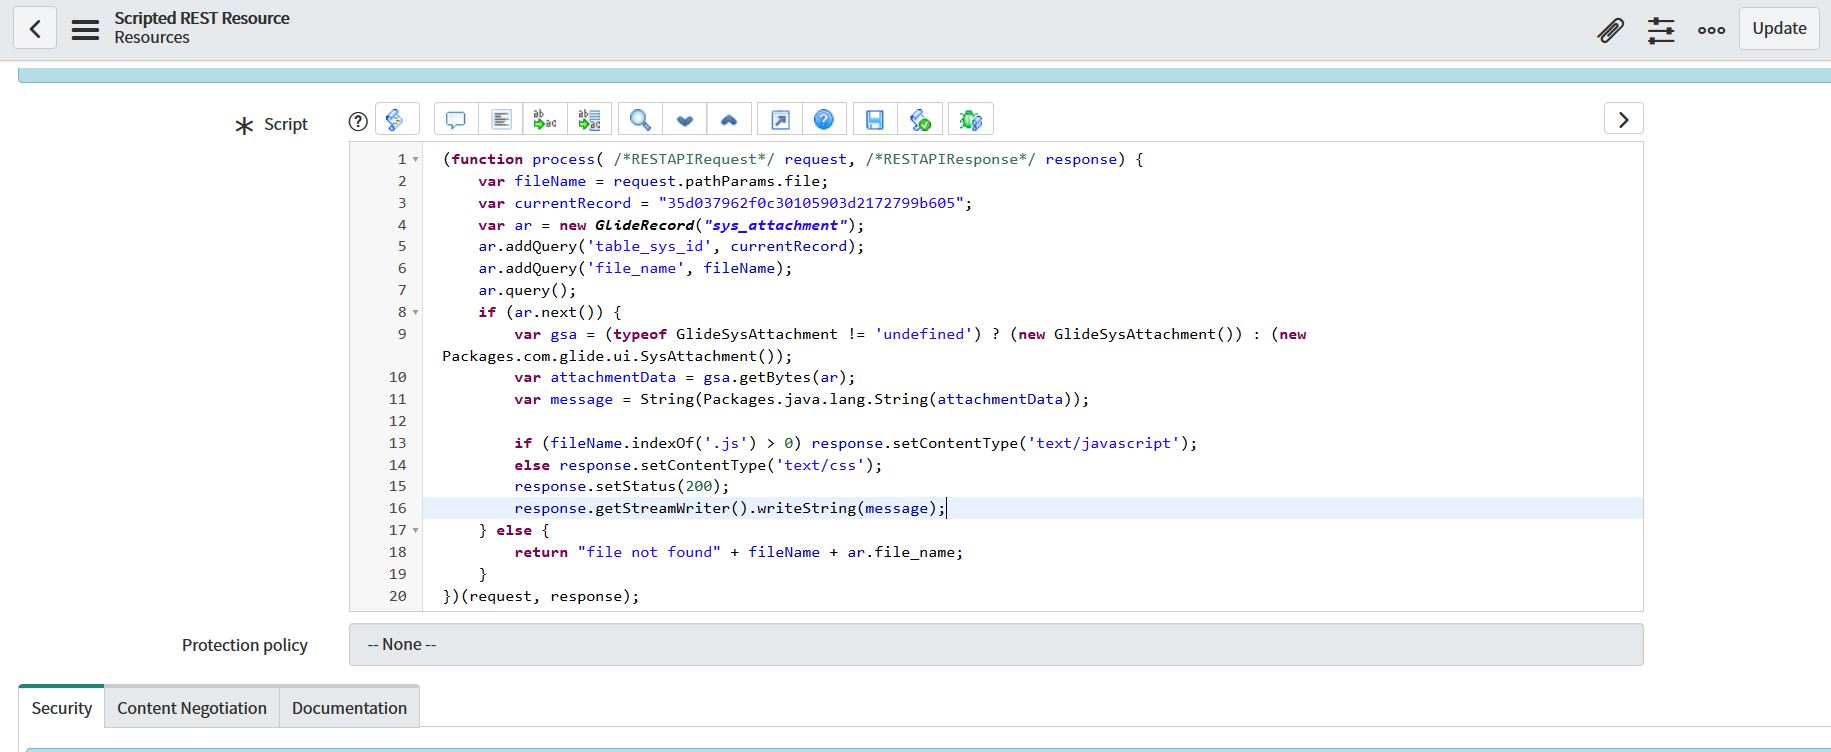 Scripted REST Resource
Resources
Update
Script
1 (function process( /*RESTAPIRequest*/ request, /*RESTAPIResponse*/ response) {
2 var fileName = request.pathParams.file;
3 var currentRecord = "35d037962f0c30105903d2172799b605";
4 var ar = new GlideRecord("sys_attachment");
5 ar.addQuery('table_sys_id', currentRecord);
6 ar.addQuery('file_name', fileName);
7 ar.query();
8 if (ar.next()) {
9 var gsa = (typeof GlideSysAttachment != 'undefined') ? (new GlideSysAttachment()) : (new
Packages.com.glide.ui.SysAttachment());
10 var attachmentData = gsa.getBytes(ar);
11 var message = String(Packages.java.lang.String(attachmentData));
12
13 if (fileName.indexOf('.js') > 0) response.setContentType('text/javascript');
14 else response.setContentType('text/css');
15 response.setStatus(200);
16 response.getStreamWriter().writeString(message);
17 } else {
18 return "file not found" + fileName + ar.file_name;
19 }
20 })(request, response);
Protection policy -- None --
Security Content Negotiation Documentation